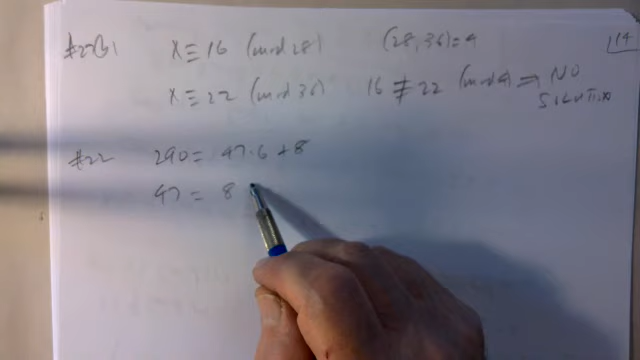 #27(b) x ≡ 16 (mod 28) (28, 36) = 4 14
x ≡ 22 (mod 36) 16 ≢ 22 (mod 4) ⇒ NO
SOLUTION
#22 290 = 47·6 + 8
47 = 8